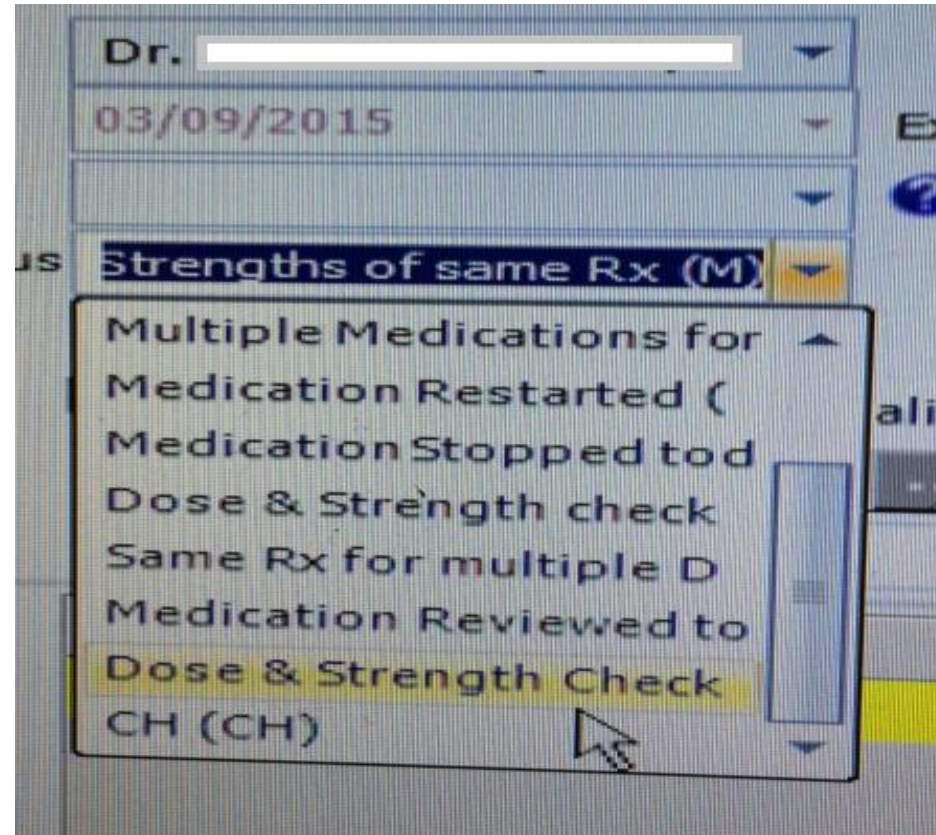 Dr.
03/09/2015
Ex
?
us Strengths of same Rx (M)
Multiple Medications for
Medication Restarted (
ali
Medication Stopped tod
Dose & Strength check
Same Rx for multiple D
Medication Reviewed to
Dose & Strength Check
CH (CH)